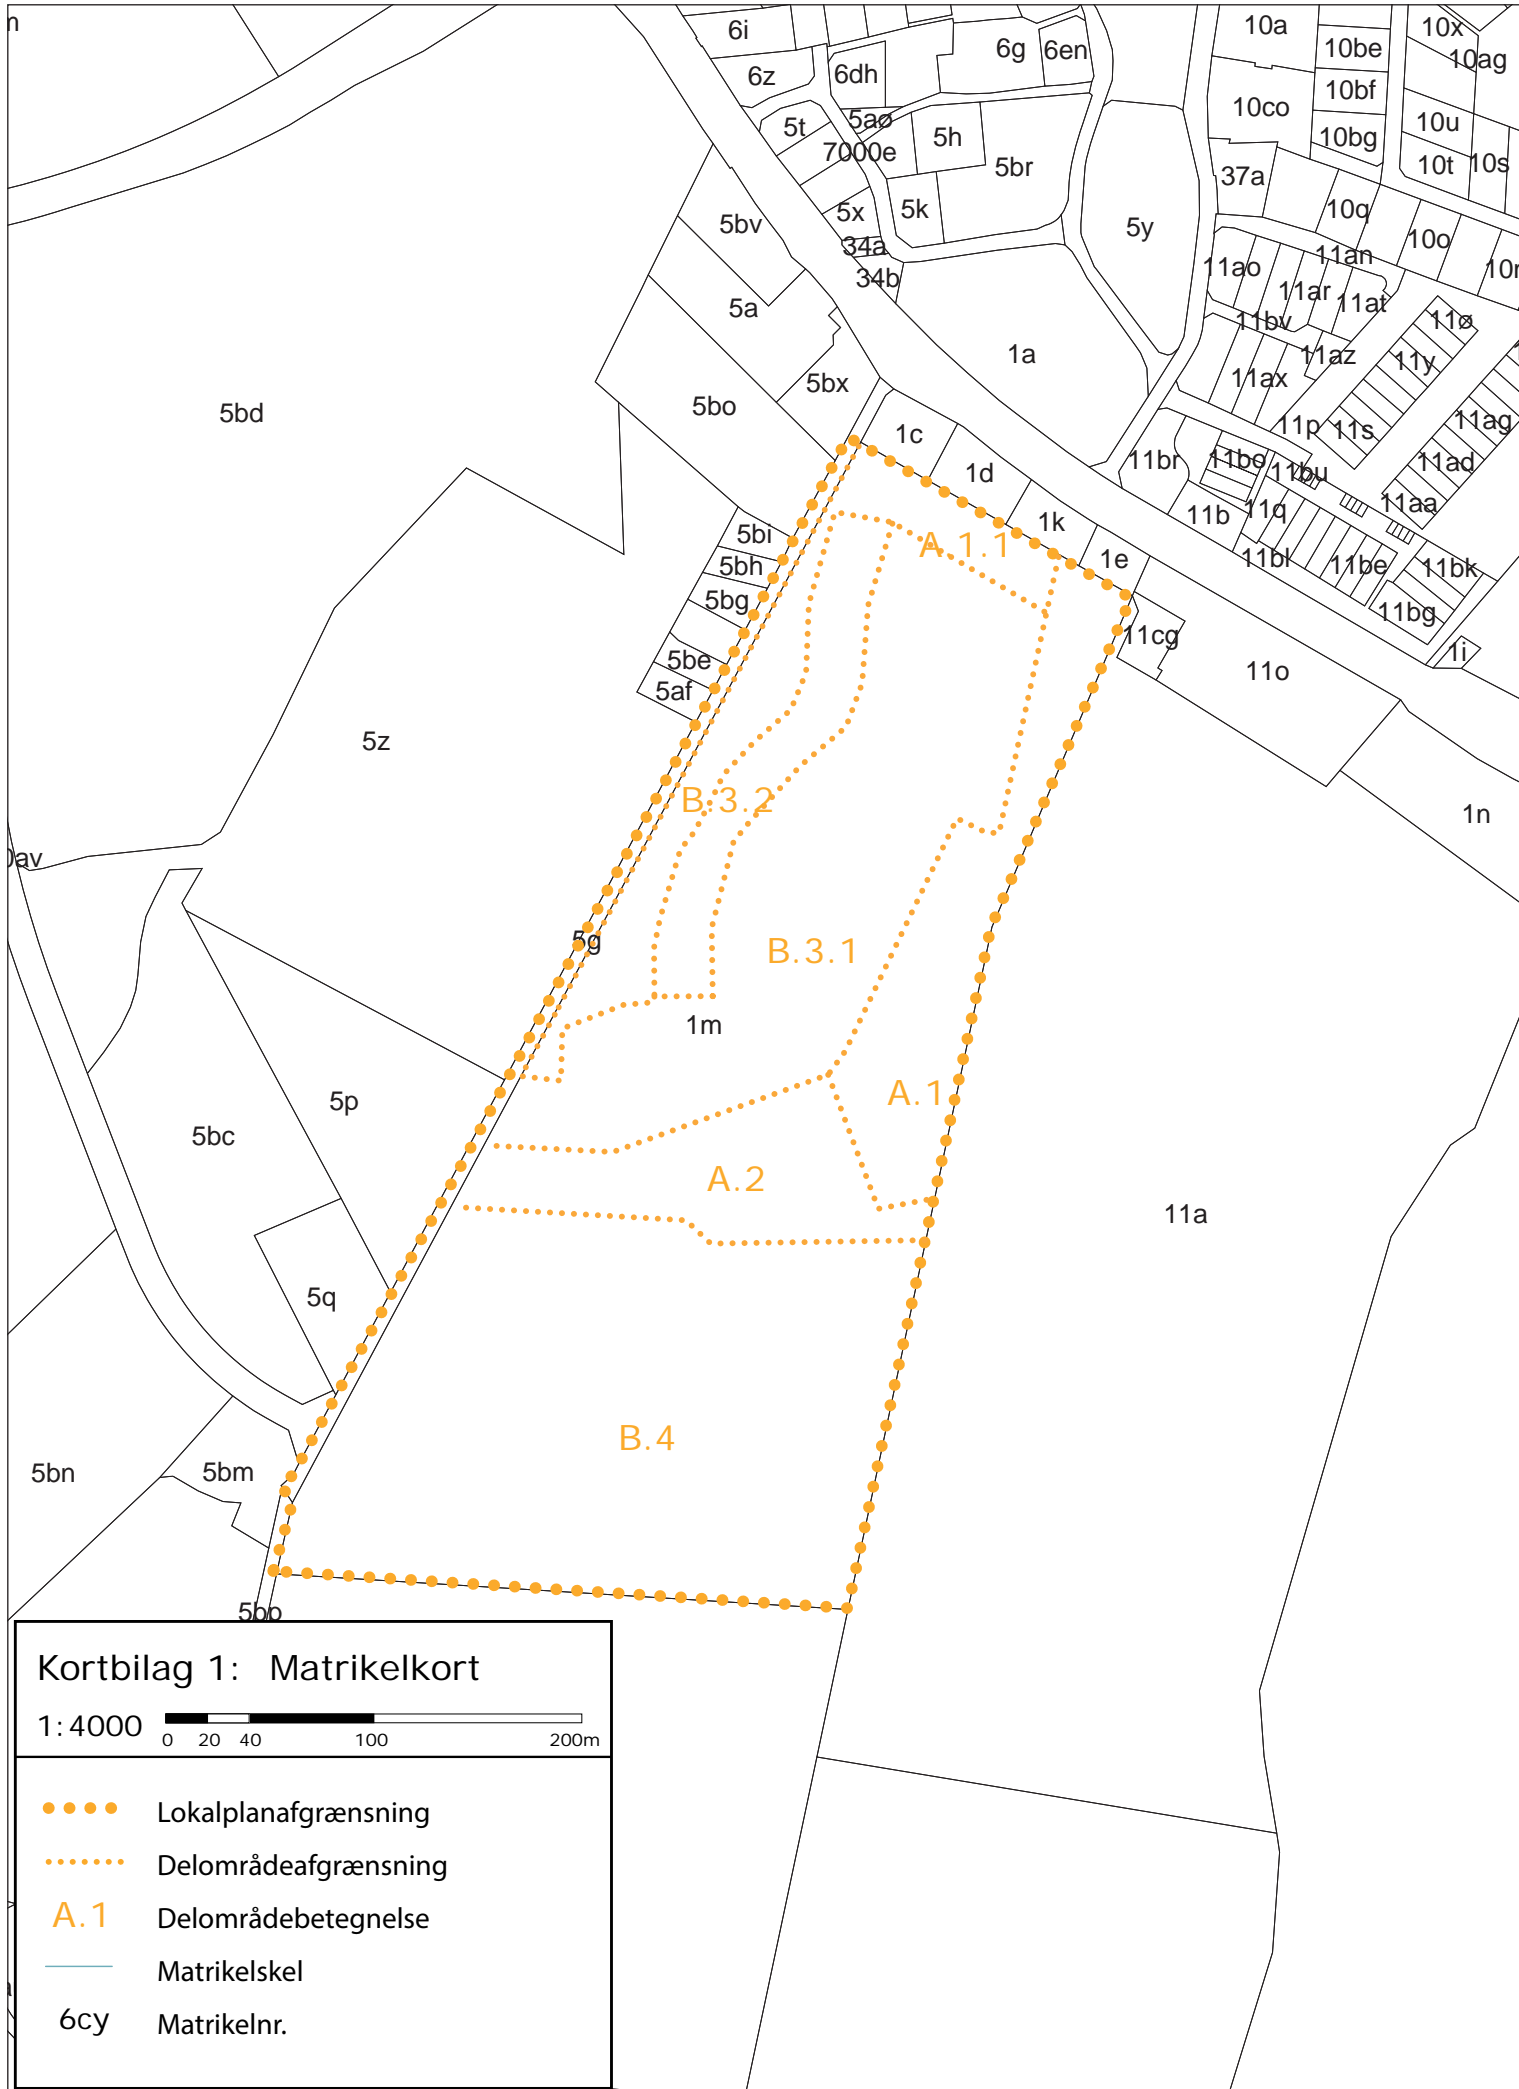 6i
6z
6dh
6g
6en
10a
10be
10x
10ag
10bf
10co
10bg
10u
10t
10s
5t
5aø
7000e
5h
5br
37a
5bv
5x
5k
5y
10q
10o
34a
34b
11ao
11an
11ar
11at
11bv
11ø
5a
1a
11az
11y
11ax
5bx
5bd
5bo
1c
11p
11s
11ag
1d
11br
11bo
11bu
11ad
11aa
1k
11b
11q
5bi
A.1.1
1e
11bl
11be
11bk
5bh
5bg
11bg
11cg
1i
5be
5af
11o
5z
B.3.2
1n
5g
B.3.1
1m
A.1
5p
5bc
A.2
11a
5q
B.4
5bn
5bm
5bp
Kortbilag 1: Matrikelkort
1:4000
0 20 40 100 200m
Lokalplanafgrænsning
Delområdeafgrænsning
A.1 Delområdebetegnelse
Matrikelskel
6cy Matrikelnr.